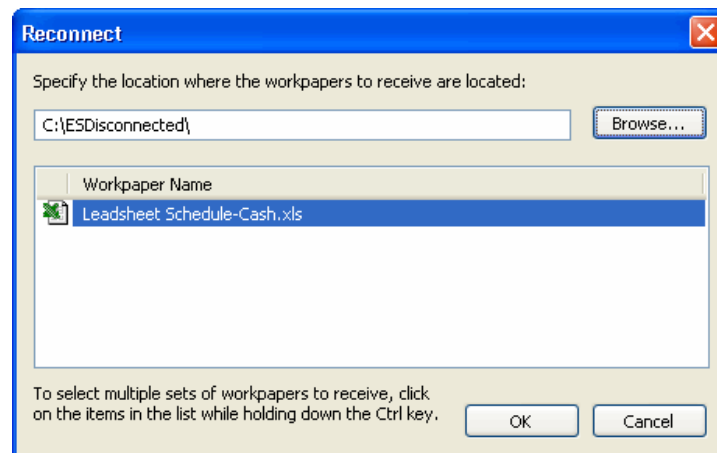 Reconnect
Specify the location where the workpapers to receive are located:
C:\ESDisconnected\
Browse...
Workpaper Name
Leadsheet Schedule-Cash.xls
To select multiple sets of workpapers to receive, click
on the items in the list while holding down the Ctrl key.
OK
Cancel